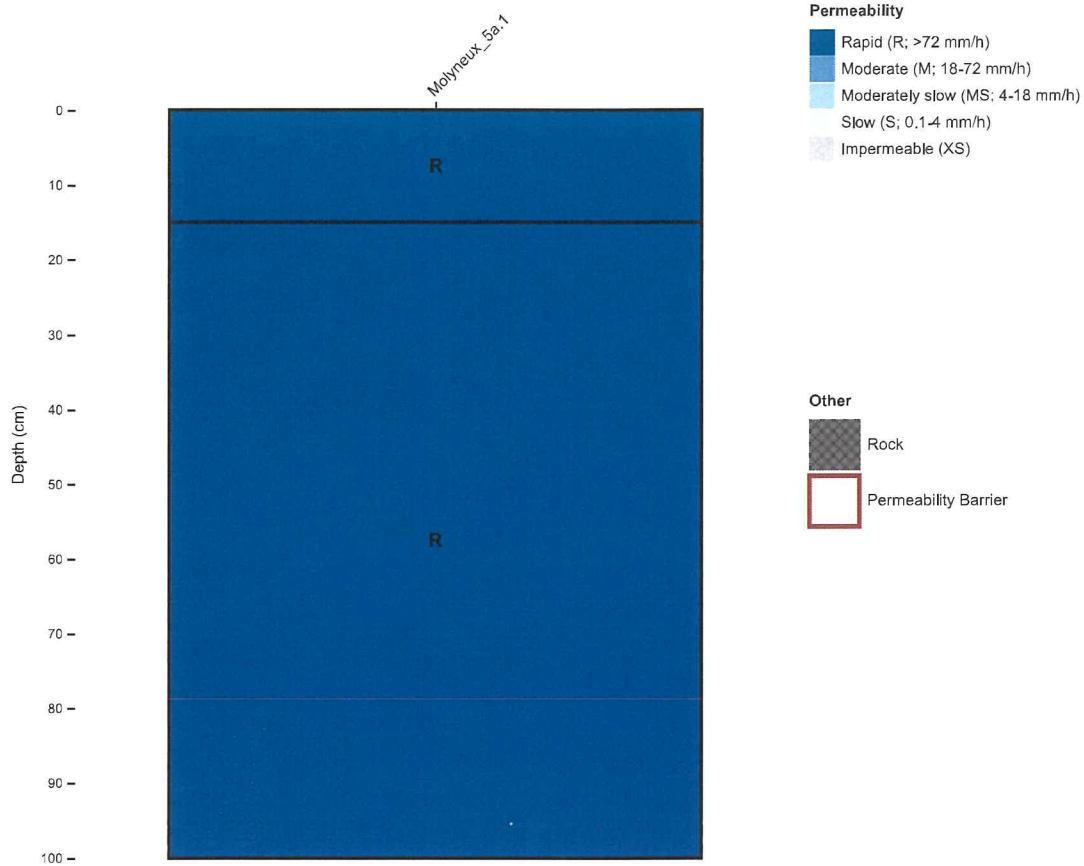 Molyneux_5a.1
Depth (cm)
0
10
20
30
40
50
60
70
80
90
100
R
R
Permeability
Rapid (R; >72 mm/h)
Moderate (M; 18-72 mm/h)
Moderately slow (MS; 4-18 mm/h)
Slow (S; 0.1-4 mm/h)
Impermeable (XS)
Other
Rock
Permeability Barrier